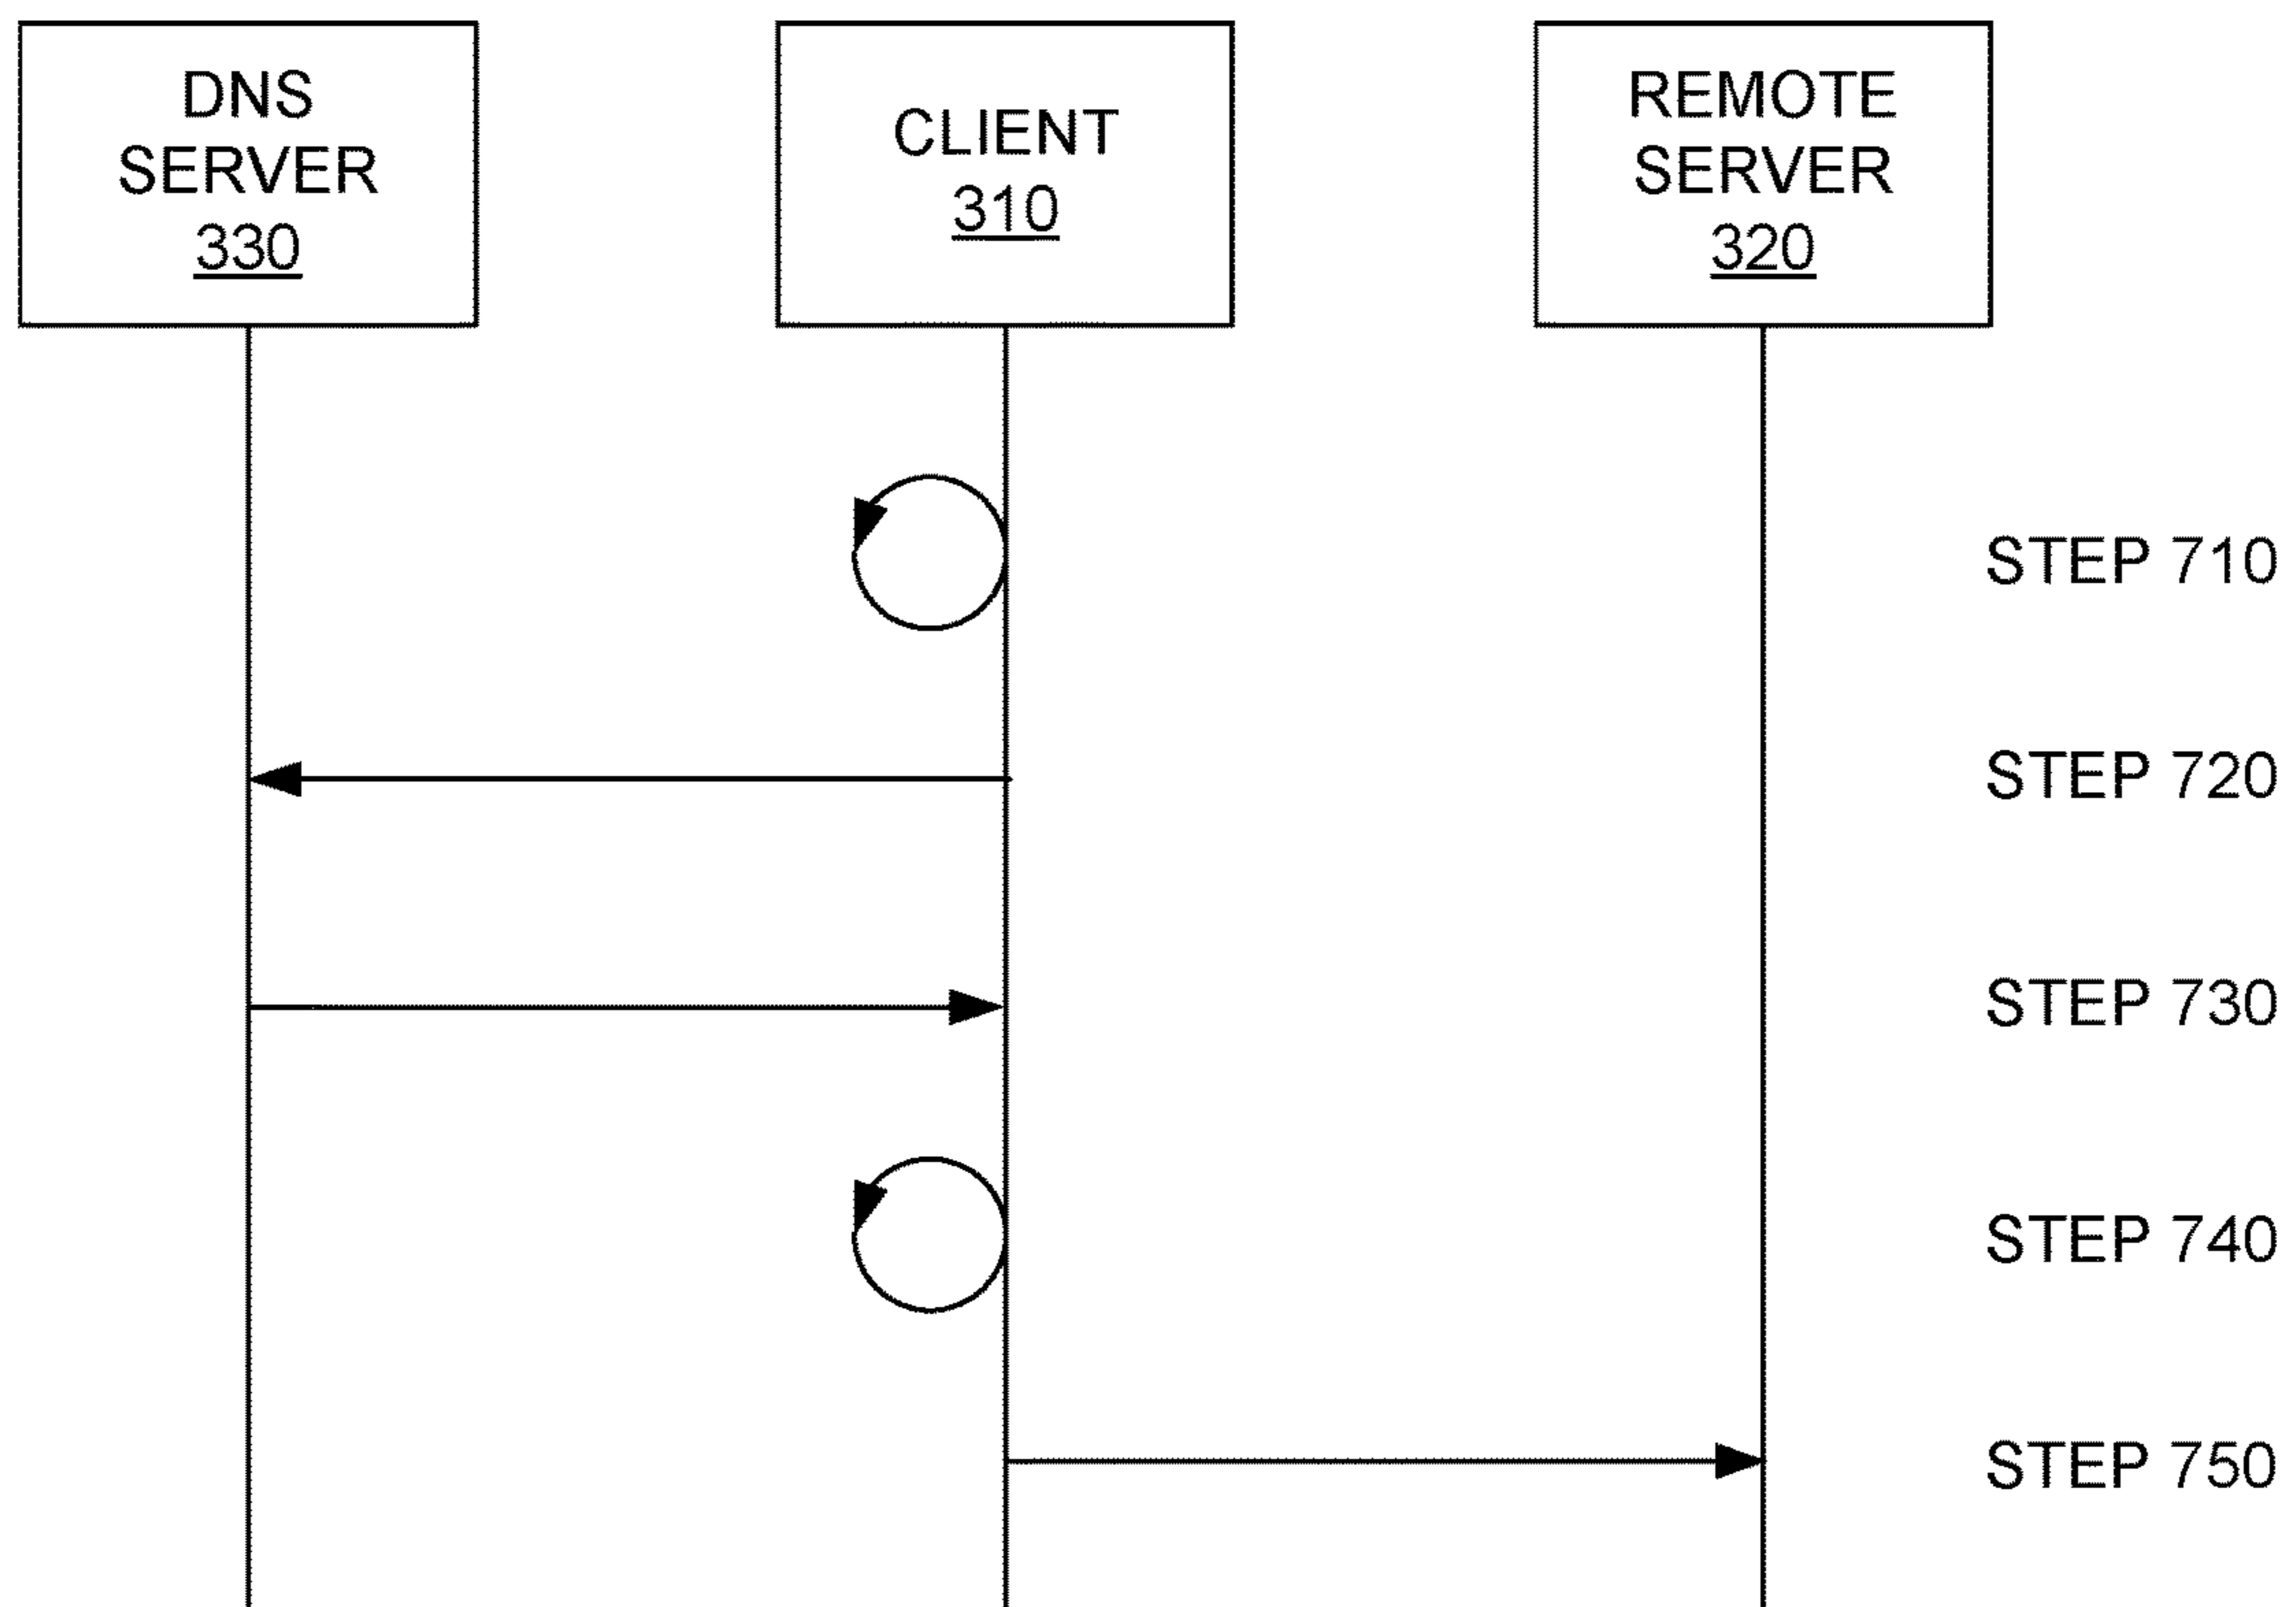 DNS
SERVER
330
CLIENT
310
REMOTE
SERVER
320
STEP 710
STEP 720
STEP 730
STEP 740
STEP 750